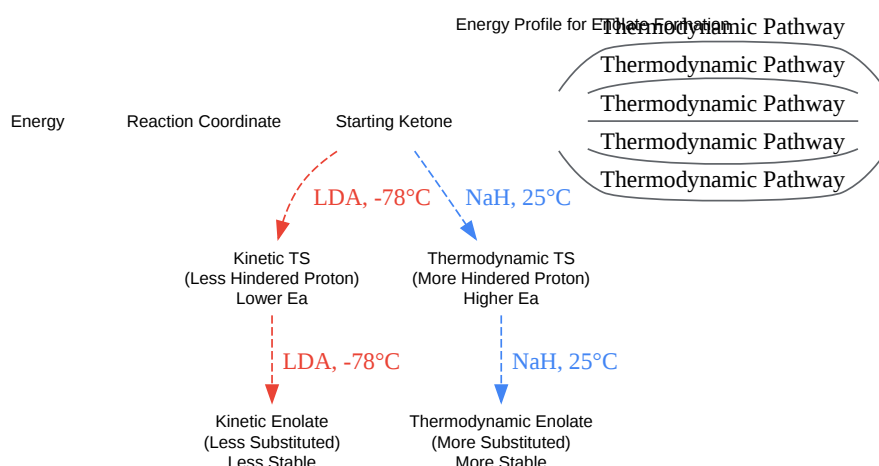 Energy Profile for Enolate Formation
Thermodynamic Pathway
Thermodynamic Pathway
Thermodynamic Pathway
Thermodynamic Pathway
Thermodynamic Pathway
Energy
Reaction Coordinate
Starting Ketone
LDA, -78°C
NaH, 25°C
Kinetic TS
(Less Hindered Proton)
Lower Ea
Thermodynamic TS
(More Hindered Proton)
Higher Ea
LDA, -78°C
NaH, 25°C
Kinetic Enolate
(Less Substituted)
Less Stable
Thermodynamic Enolate
(More Substituted)
More Stable